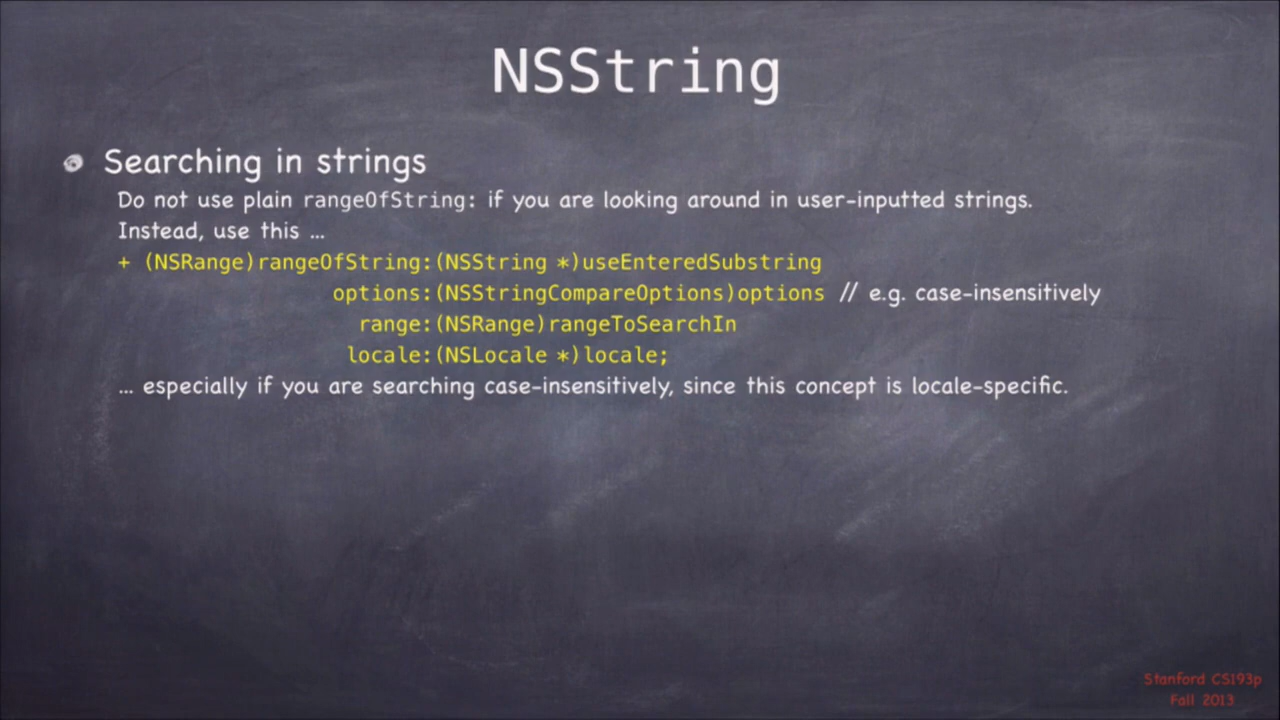 NSString
Searching in strings
Do not use plain rangeOfString: if you are looking around in user-inputted strings.
Instead, use this ...
+ (NSRange)rangeOfString:(NSString *)useEnteredSubstring
options:(NSStringCompareOptions)options // e.g. case-insensitively
range:(NSRange)rangeToSearchIn
locale:(NSLocale *)locale;
... especially if you are searching case-insensitively, since this concept is locale-specific.
Stanford CS193p
Fall 2013